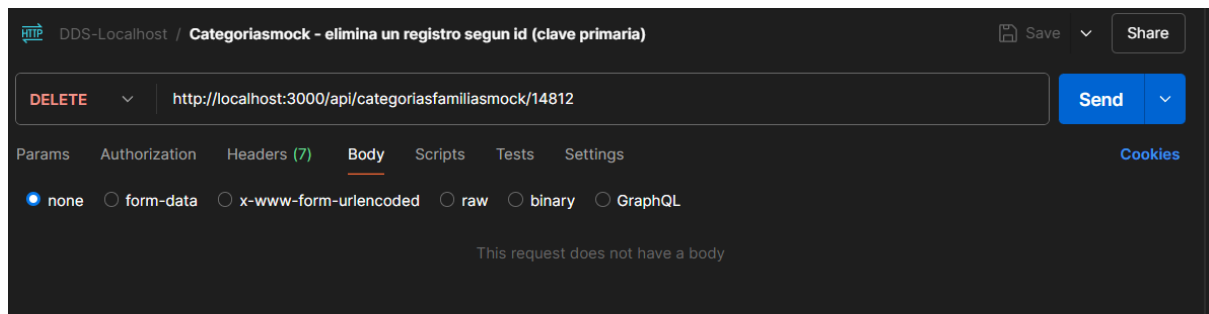 HTTP DDS-Localhost / Categoriasmock - elimina un registro segun id (clave primaria) Save Share
DELETE http://localhost:3000/api/categoriasfamiliasmock/14812 Send
Params Authorization Headers (7) Body Scripts Tests Settings Cookies
none form-data x-www-form-urlencoded raw binary GraphQL
This request does not have a body